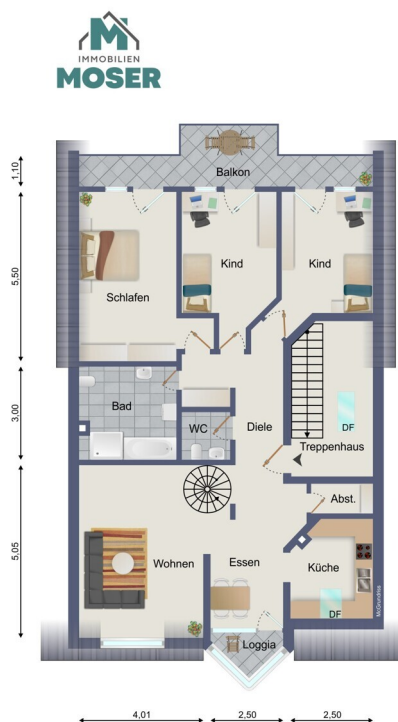 IMMOBILIEN
MOSER
Balkon
1,10
5,50
Schlafen
Kind
Kind
3,00
Bad
WC
Diele
DF
Treppenhaus
Abst.
5,05
Wohnen
Essen
Küche
DF
McGrundriss
Loggia
4,01
2,50
2,50